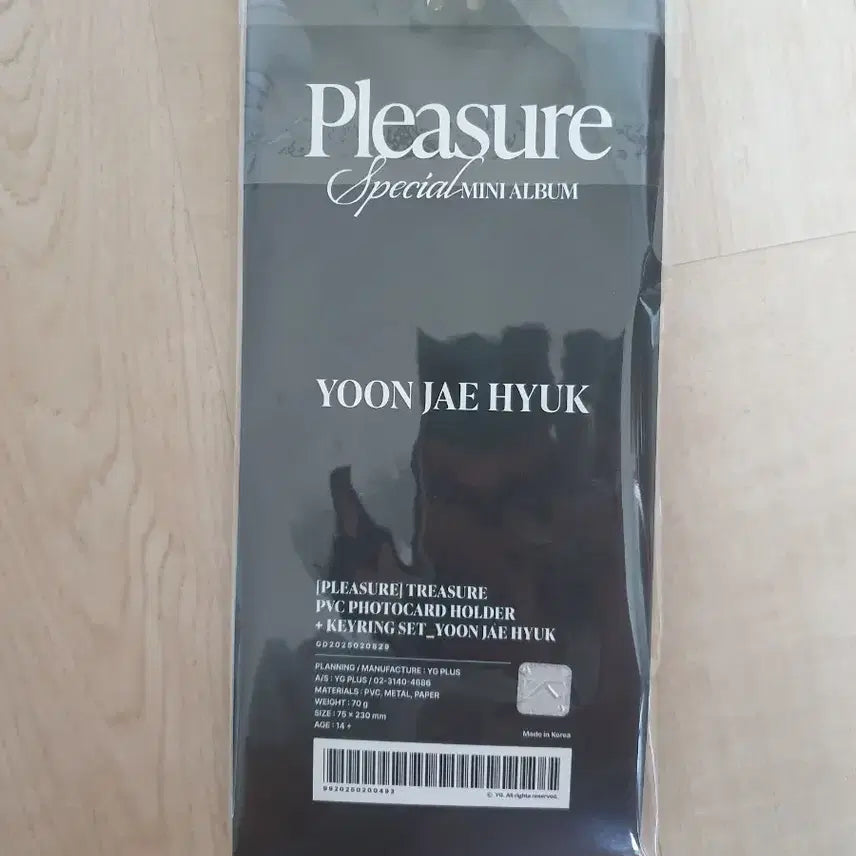 Pleasure
Special MINI ALBUM
YOON JAE HYUK
[PLEASURE] TREASURE
PVC PHOTOCARD HOLDER
+ KEYRING SET_YOON JAE HYUK
GD2025020829
PLANNING / MANUFACTURE : YG PLUS
A/S : YG PLUS / 02-3140-4686
MATERIALS : PVC, METAL, PAPER
WEIGHT : 70 g
SIZE : 75 × 230 mm
AGE : 14 +
Made in Korea
9920250200493
© YG. All rights reserved.